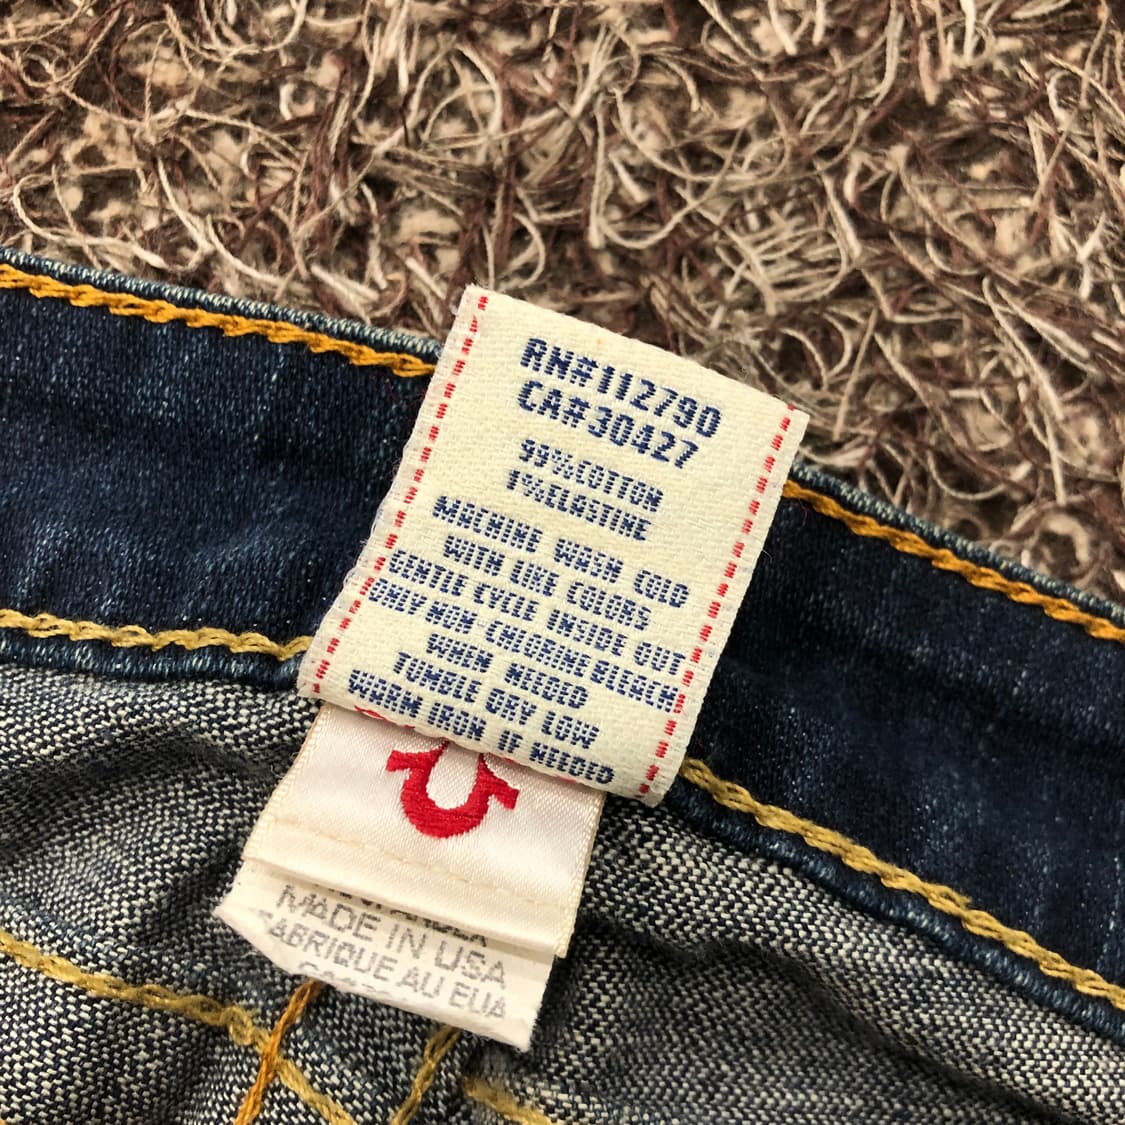 RN#112790
CA#30427
99%COTTON
1%ELASTINE
MACHINE WASH COLD
WITH LIKE COLORS
GENTLE CYCLE INSIDE OUT
ONLY NON-CHLORINE BLEACH
WHEN NEEDED
TUMBLE DRY LOW
WORM IRON IF NEEDED
MADE IN USA
FABRIQUE AU EUA